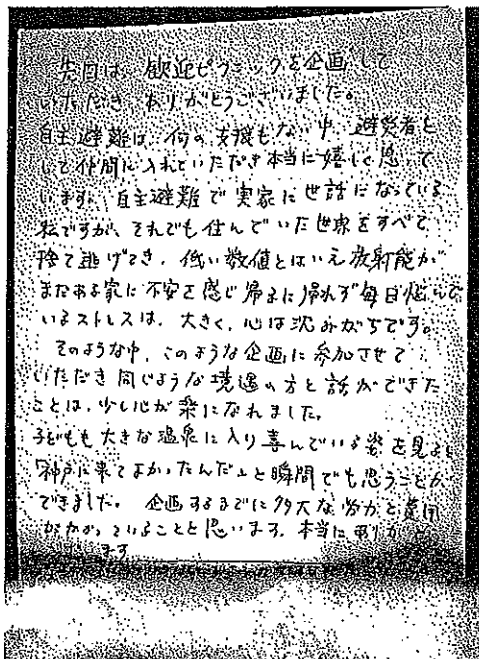 先日は、歓迎ピクニックを企画して
いただき ありがとうございました。
自主避難は、何の支援もない中、避難者と
して仲間に入れていただき本当に嬉しく思って
います。自主避難で実家に世話になっている
私ですが、それでも住んでいた世界をすべて
捨て逃げてき、低い数値とはいえ放射能が
まだある家に不安を感じ帰るに帰れず毎日悩んで
いるストレスは、大きく、心は沈みがちです。
そのような中、このような企画に参加させて
いただき同じような境遇の方と話ができた
ことは、少し心が楽になれました。
子どもも大きな温泉に入り喜んでいる姿を見ると
「神戸に来てよかったんだ」と瞬間でも思うことが
できました。 企画するまでに多大な労力と費用
がかかっていることと思います。本当にありがとう
ます